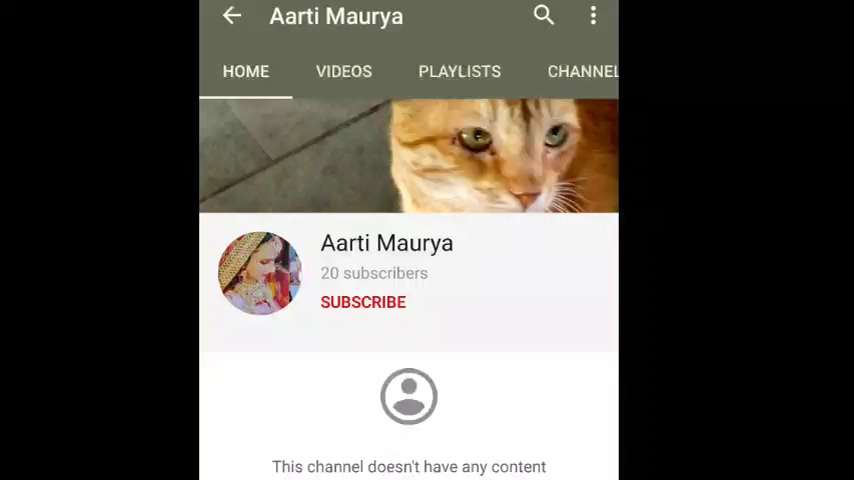 Aarti Maurya
HOME VIDEOS PLAYLISTS CHANNEL
Aarti Maurya
20 subscribers
SUBSCRIBE
This channel doesn't have any content